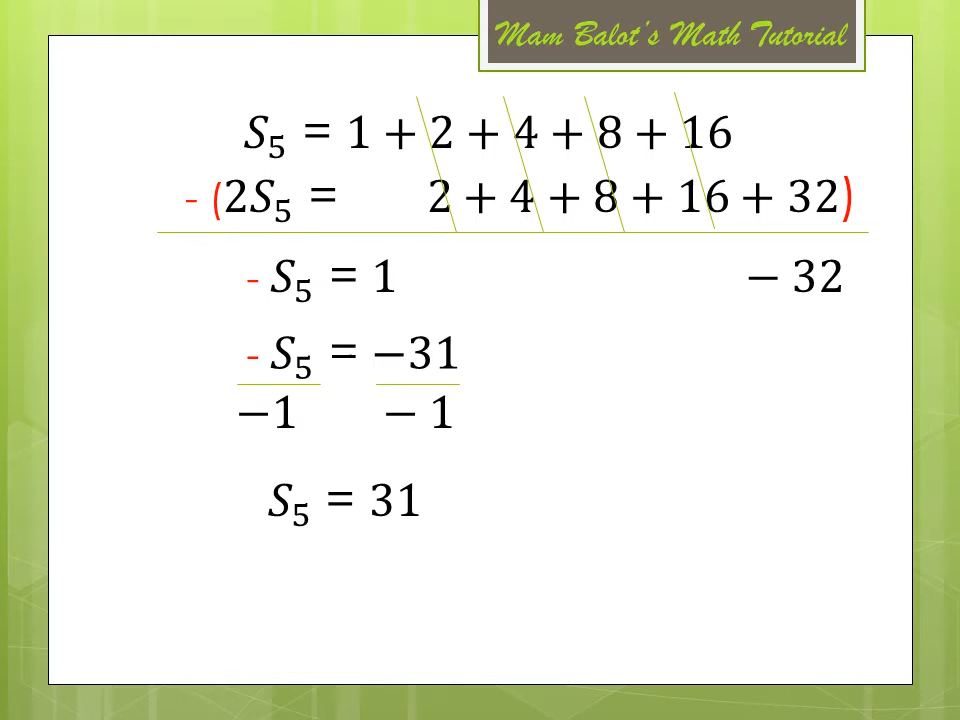 Mam Balot's Math Tutorial
S₅ = 1 + 2 + 4 + 8 + 16
- (2S₅ = 2 + 4 + 8 + 16 + 32)
- S₅ = 1 − 32
- S₅ = −31
−1 − 1
S₅ = 31